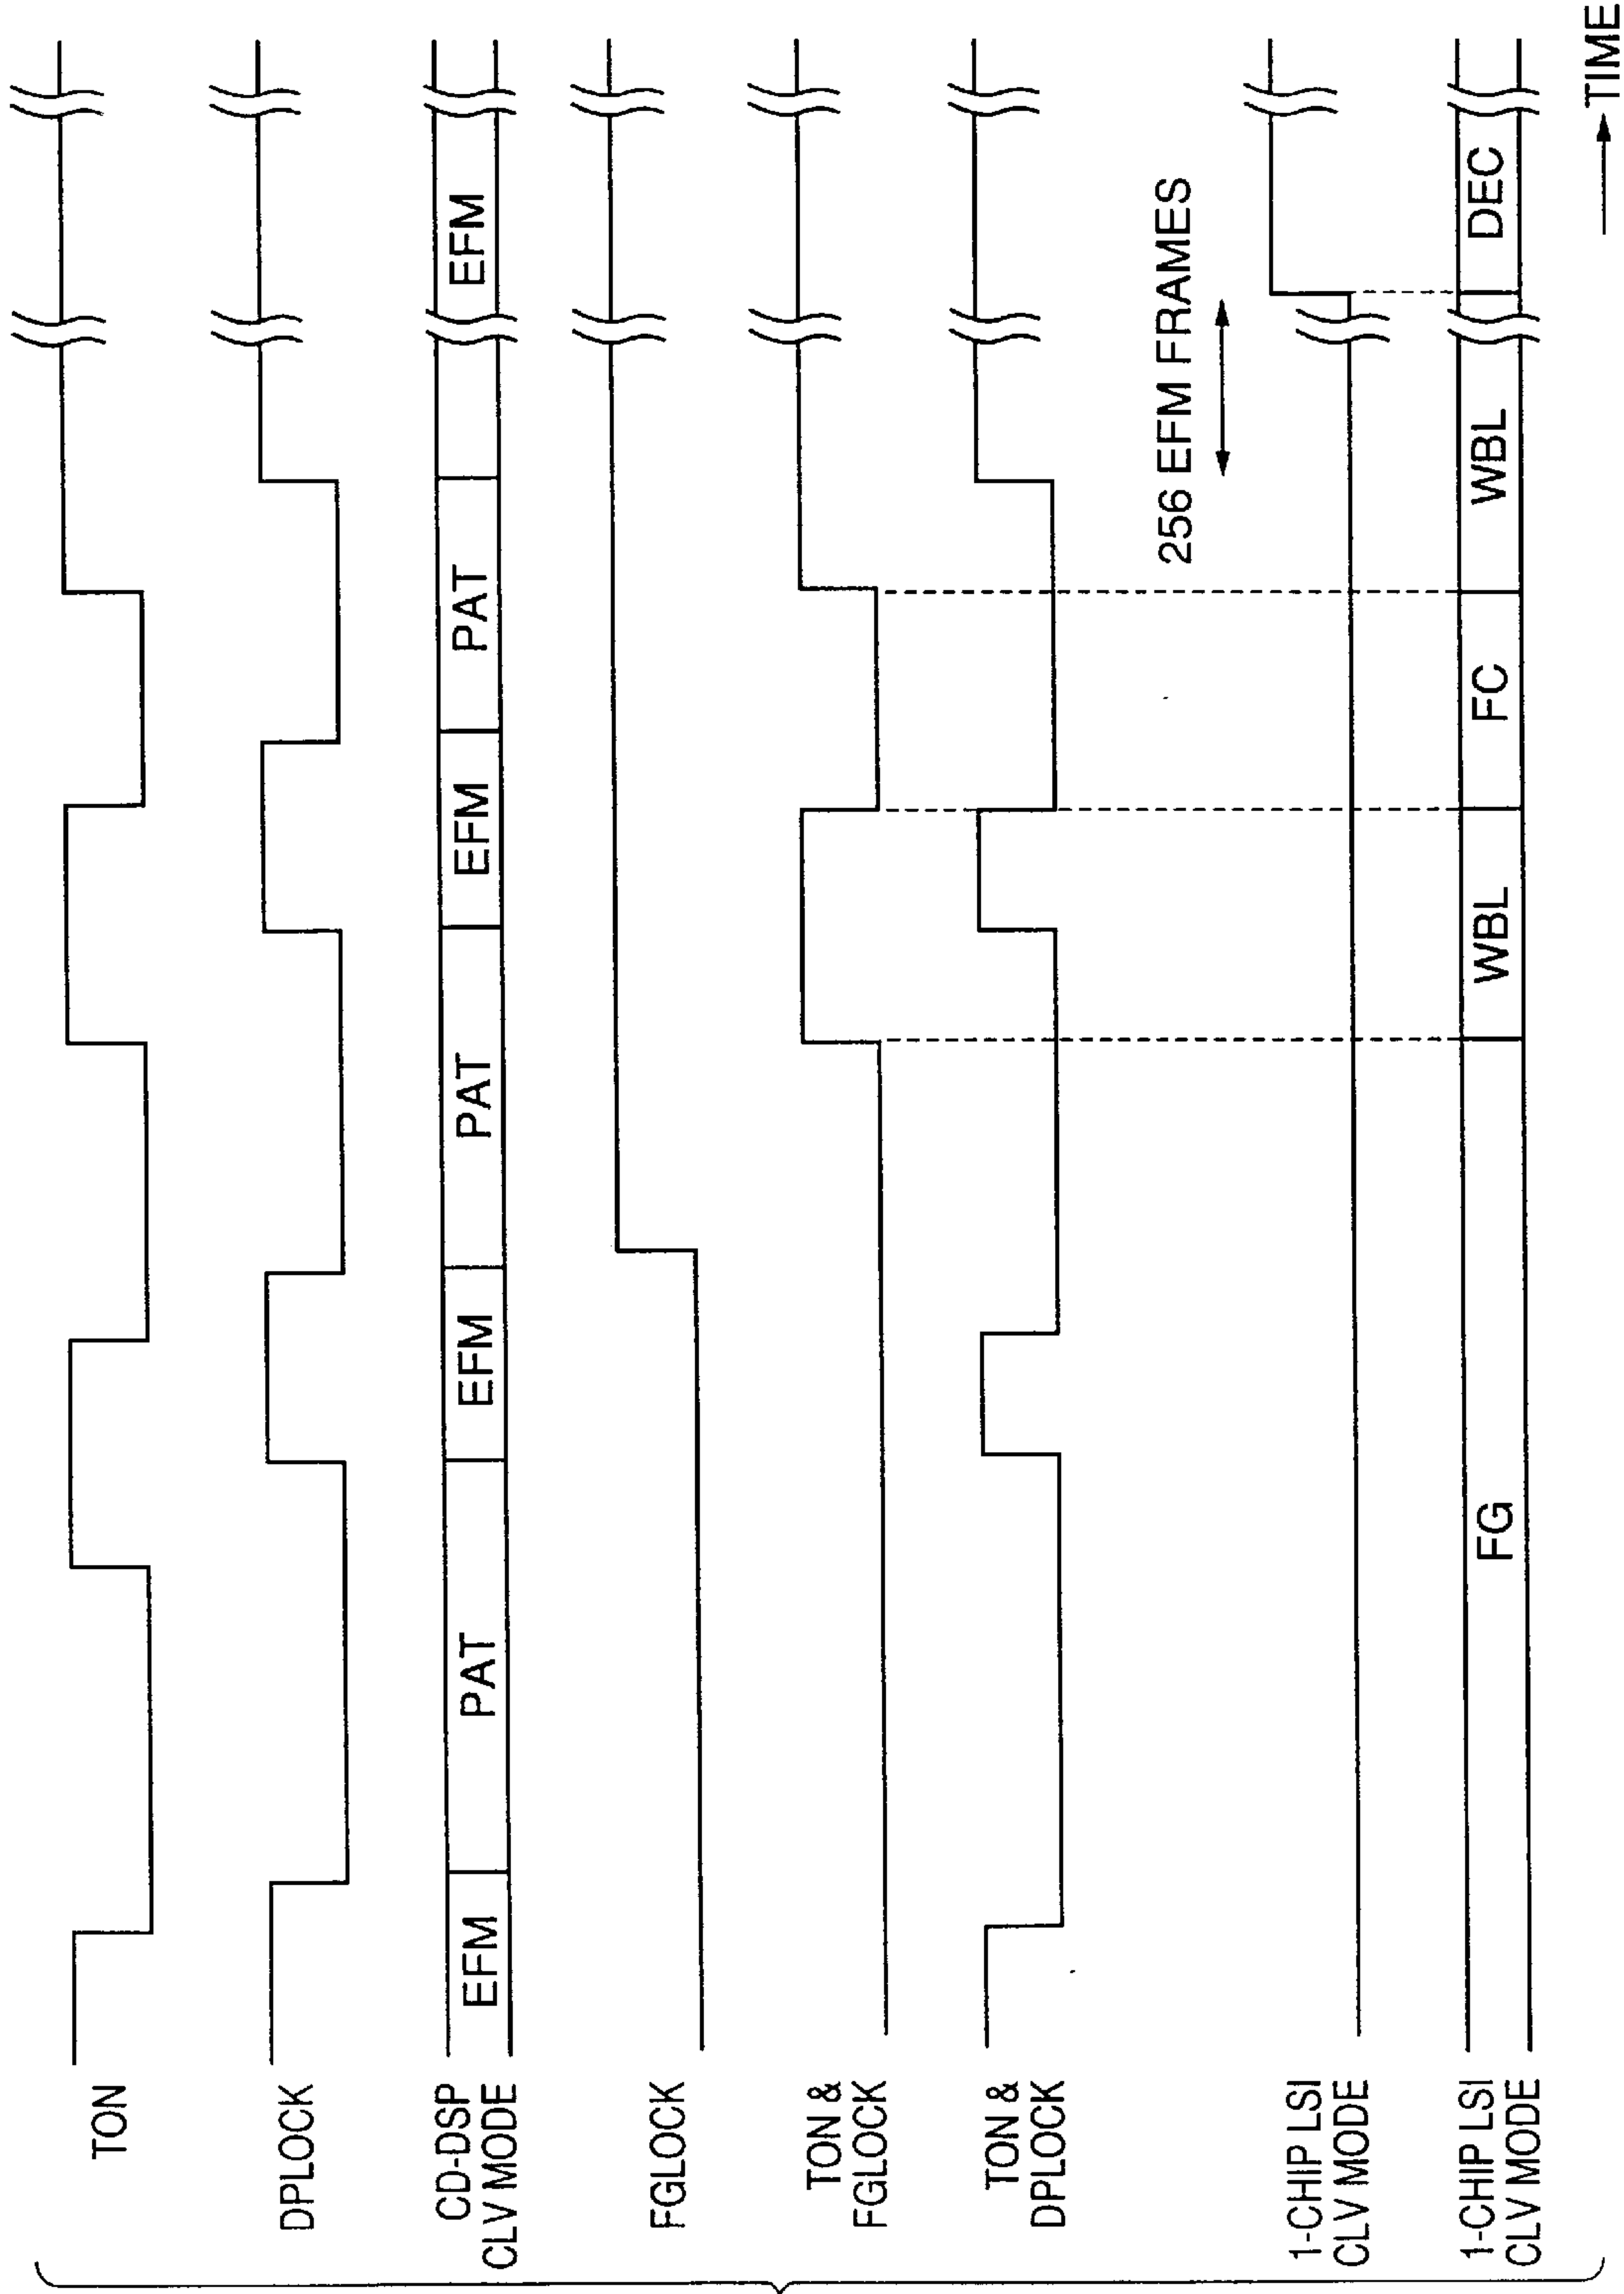 TON
DPLOCK
CD-DSP
CLV MODE
EFM
PAT
EFM
PAT
EFM
PAT
EFM
FGLOCK
TON &
FGLOCK
TON &
DPLOCK
256 EFM FRAMES
1-CHIP LSI
CLV MODE
1-CHIP LSI
CLV MODE
FG
WBL
FC
WBL
DEC
TIME